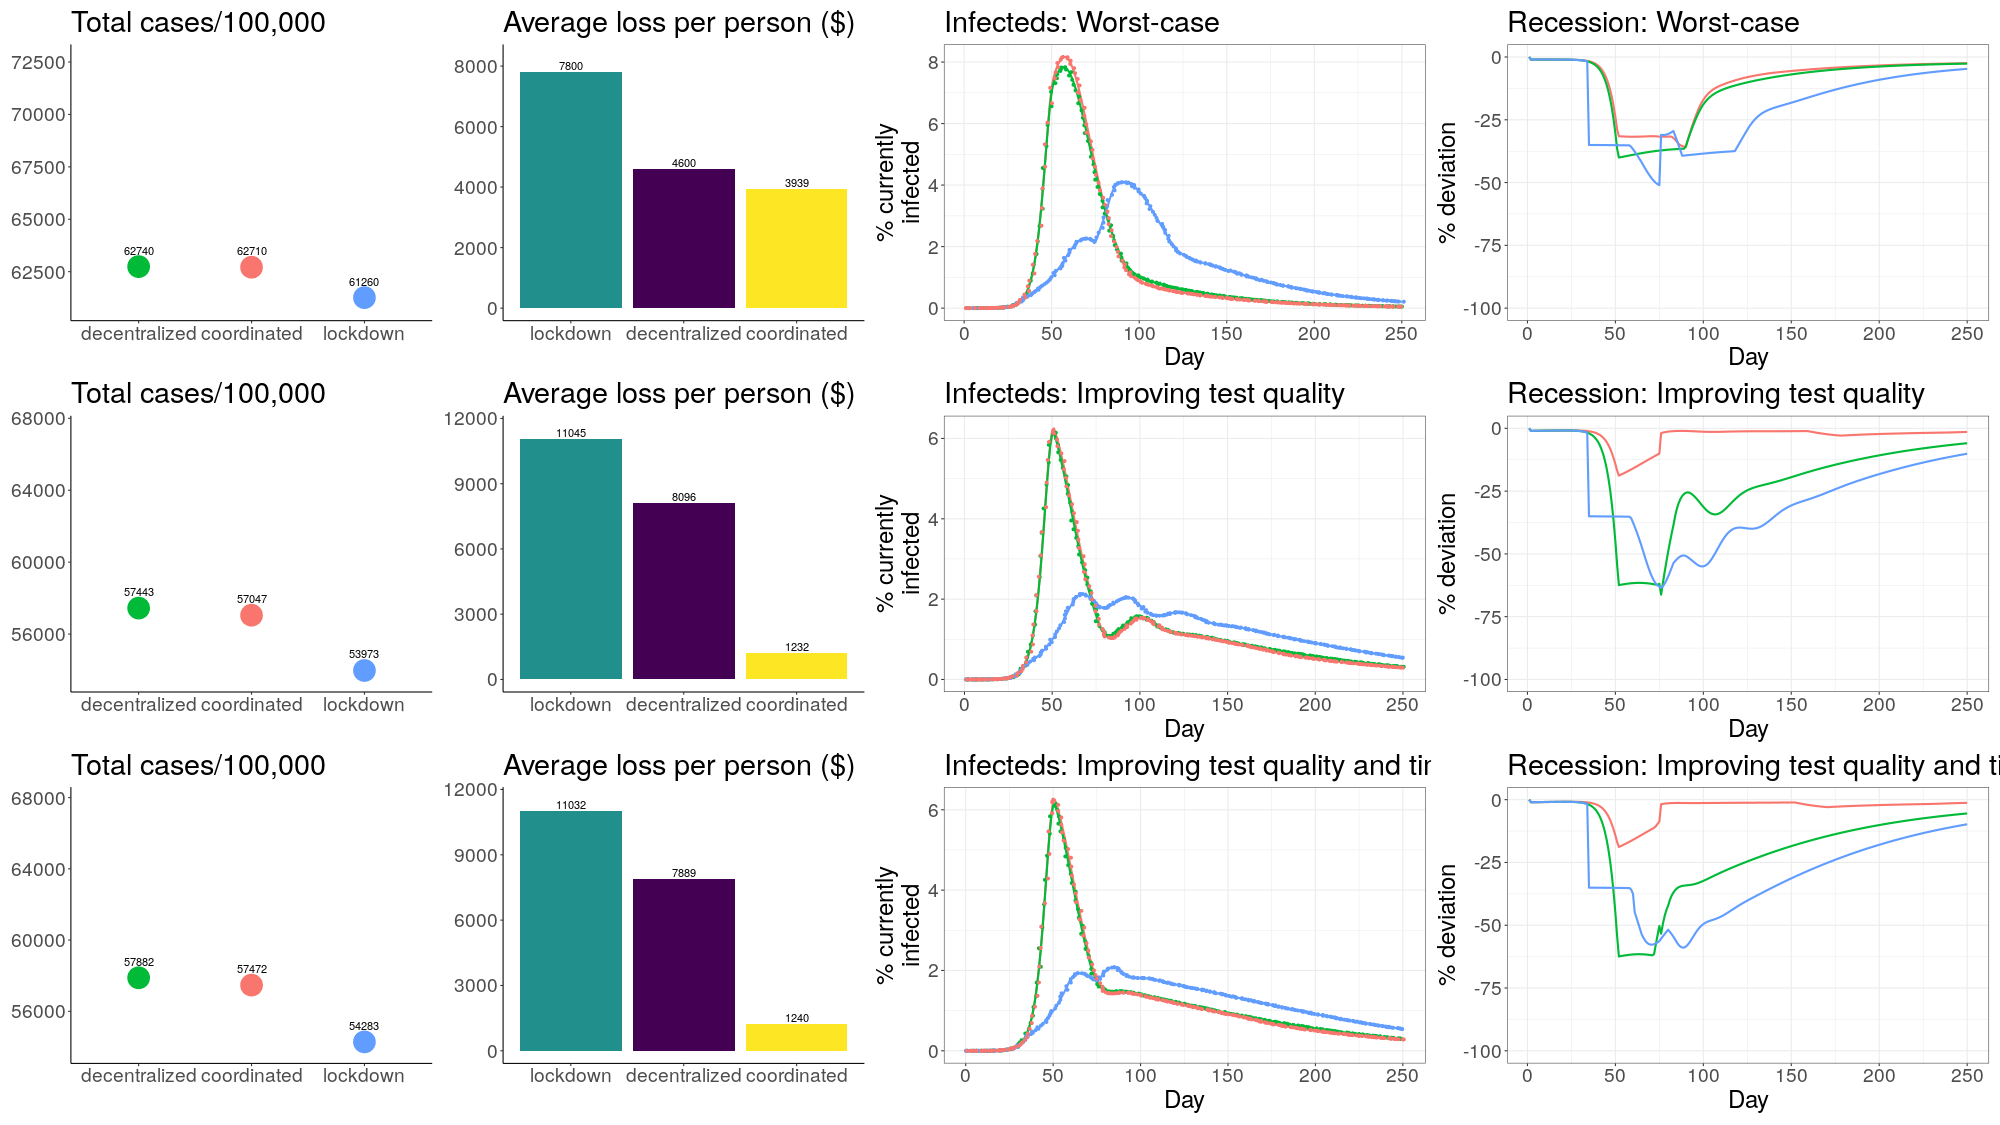 Total cases/100,000
72500
70000
67500
65000
62500
62740
62710
61260
decentralized coordinated lockdown
Average loss per person ($)
8000
6000
4000
2000
0
7800
4600
3939
lockdown decentralized coordinated
Infecteds: Worst-case
% currently
infected
8
6
4
2
0
0 50 100 150 200 250
Day
Recession: Worst-case
% deviation
0
-25
-50
-75
-100
0 50 100 150 200 250
Day
Total cases/100,000
68000
64000
60000
56000
57443
57047
53973
decentralized coordinated lockdown
Average loss per person ($)
12000
9000
6000
3000
0
11045
8096
1232
lockdown decentralized coordinated
Infecteds: Improving test quality
% currently
infected
6
4
2
0
0 50 100 150 200 250
Day
Recession: Improving test quality
% deviation
0
-25
-50
-75
-100
0 50 100 150 200 250
Day
Total cases/100,000
68000
64000
60000
56000
57882
57472
54283
decentralized coordinated lockdown
Average loss per person ($)
12000
9000
6000
3000
0
11032
7889
1240
lockdown decentralized coordinated
Infecteds: Improving test quality and
% currently
infected
6
4
2
0
0 50 100 150 200 250
Day
Recession: Improving test quality and
% deviation
0
-25
-50
-75
-100
0 50 100 150 200 250
Day